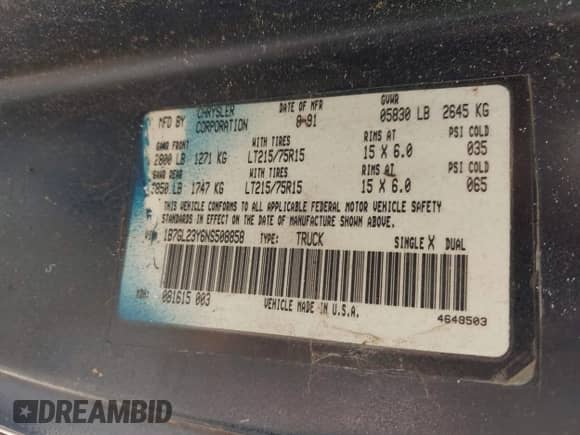 MFD BY CHRYSLER CORPORATION DATE OF MFR 8-91 GVWR 05830 LB 2645 KG
GAWR FRONT WITH TIRES RIMS AT PSI COLD
2800 LB 1271 KG LT215/75R15 15 X 6.0 035
GAWR REAR WITH TIRES RIMS AT PSI COLD
3850 LB 1747 KG LT215/75R15 15 X 6.0 065
THIS VEHICLE CONFORMS TO ALL APPLICABLE FEDERAL MOTOR VEHICLE SAFETY
STANDARDS IN EFFECT ON THE DATE OF MANUFACTURE SHOWN ABOVE.
1B7GL23Y6NS508858 TYPE: TRUCK SINGLE X DUAL
MDH: 081615 003 VEHICLE MADE IN U.S.A. 4648503
DREAMBID